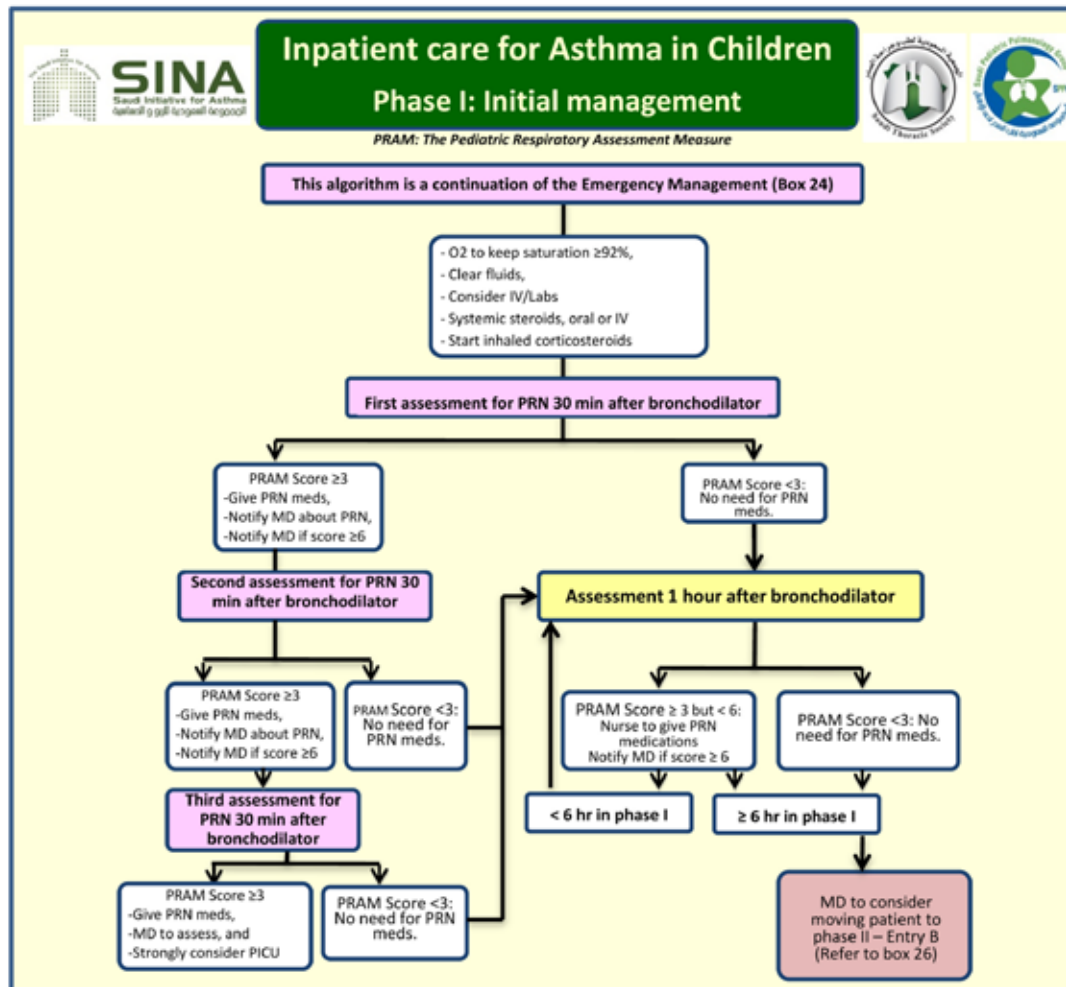 SINA
Saudi Initiative for Asthma
Inpatient care for Asthma in Children
Phase I: Initial management
Saudi Thoracic Society
PRAM: The Pediatric Respiratory Assessment Measure
This algorithm is a continuation of the Emergency Management (Box 24)
- O2 to keep saturation ≥92%,
- Clear fluids,
- Consider IV/Labs
- Systemic steroids, oral or IV
- Start inhaled corticosteroids
First assessment for PRN 30 min after bronchodilator
PRAM Score ≥3
-Give PRN meds,
-Notify MD about PRN,
-Notify MD if score ≥6
PRAM Score <3:
No need for PRN
meds.
Second assessment for PRN 30
min after bronchodilator
Assessment 1 hour after bronchodilator
PRAM Score ≥3
-Give PRN meds,
-Notify MD about PRN,
-Notify MD if score ≥6
PRAM Score <3:
No need for
PRN meds.
PRAM Score ≥ 3 but < 6:
Nurse to give PRN
medications
Notify MD if score ≥ 6
PRAM Score <3: No
need for PRN meds.
< 6 hr in phase I
≥ 6 hr in phase I
Third assessment for
PRN 30 min after
bronchodilator
PRAM Score ≥3
-Give PRN meds,
-MD to assess, and
-Strongly consider PICU
PRAM Score <3:
No need for PRN
meds.
MD to consider
moving patient to
phase II – Entry B
(Refer to box 26)